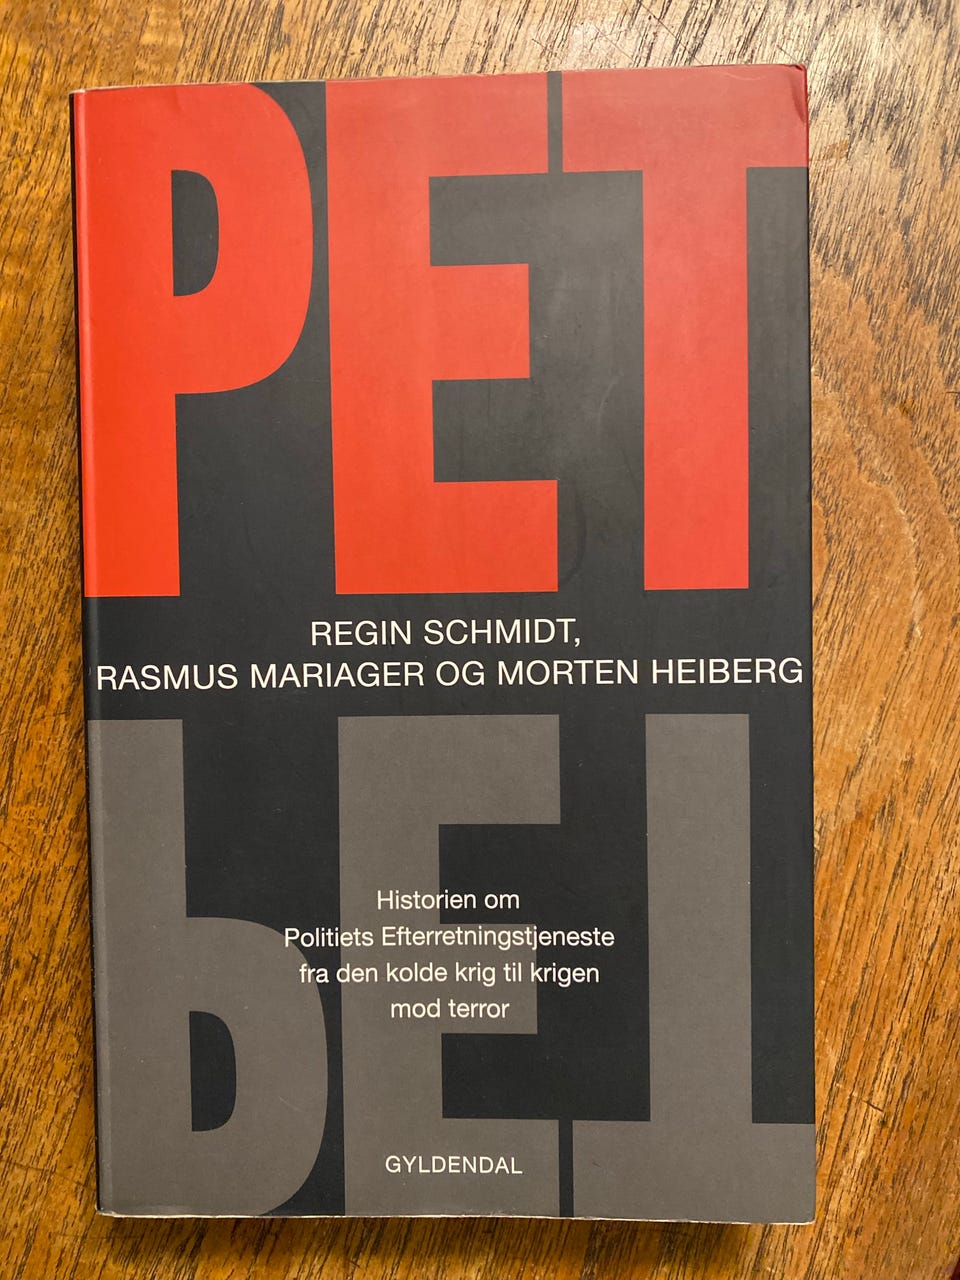 PET
REGIN SCHMIDT,
RASMUS MARIAGER OG MORTEN HEIBERG
PET
Historien om
Politiets Efterretningstjeneste
fra den kolde krig til krigen
mod terror
GYLDENDAL